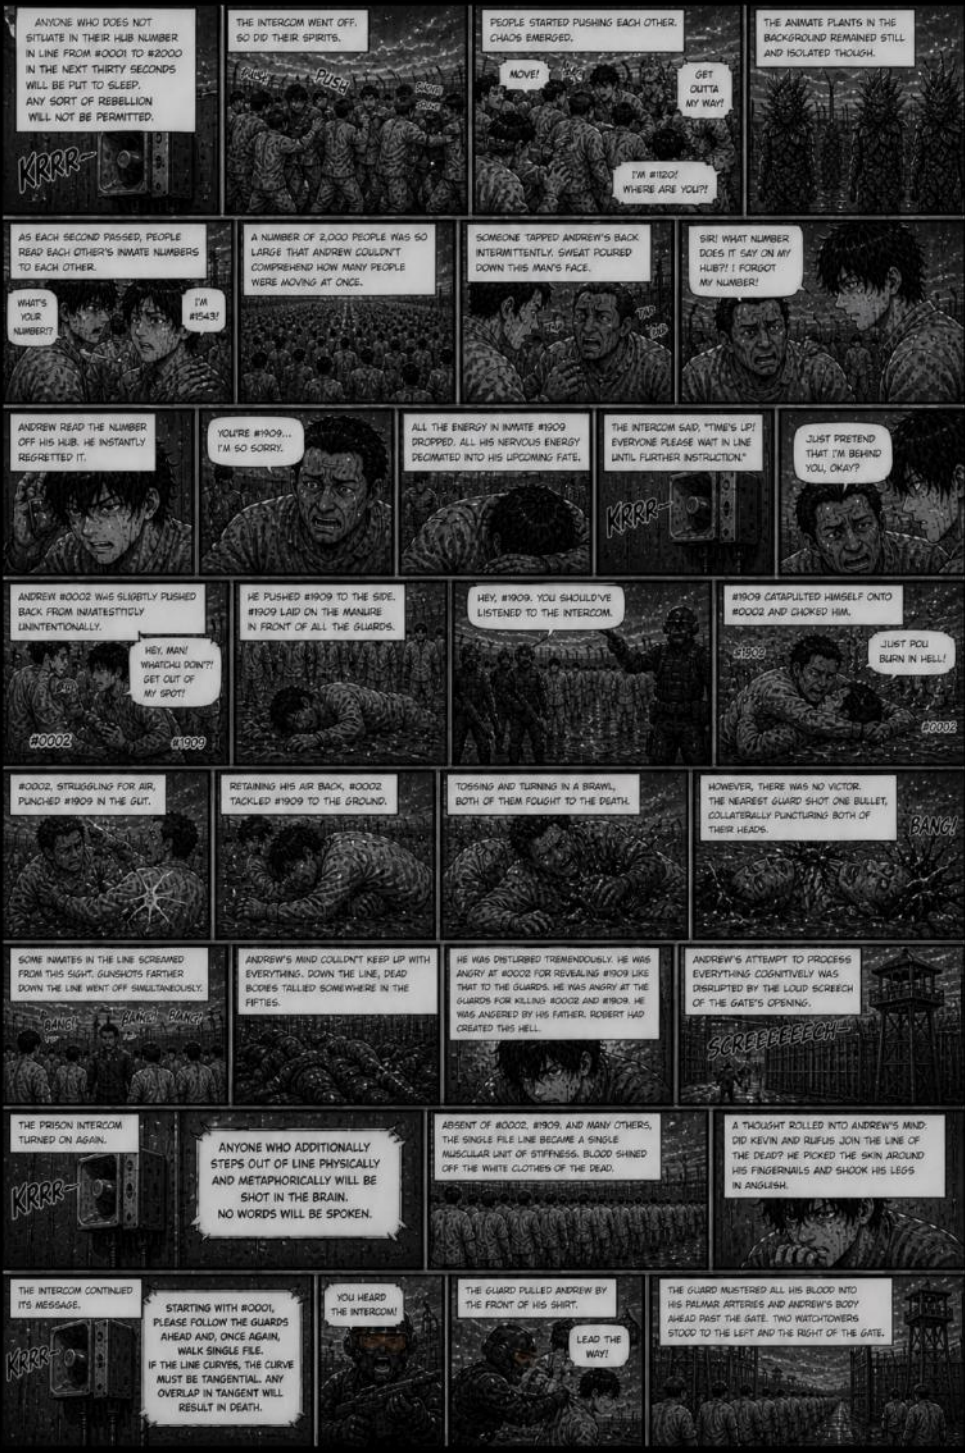 ANYONE WHO DOES NOT
SITUATE IN THEIR HUB NUMBER
IN LINE FROM #0001 TO #2000
IN THE NEXT THIRTY SECONDS
WILL BE PUT TO SLEEP.
ANY SORT OF REBELLION
WILL NOT BE PERMITTED.
KRRR—
THE INTERCOM WENT OFF.
SO DID THEIR SPIRITS.
PUSH
PUSH
PEOPLE STARTED PUSHING EACH OTHER.
CHAOS EMERGED.
MOVE!
GET
OUTTA
MY WAY!
I'M #1120!
WHERE ARE YOU?!
THE ANIMATE PLANTS IN THE
BACKGROUND REMAINED STILL
AND ISOLATED THOUGH.
AS EACH SECOND PASSED, PEOPLE
READ EACH OTHER'S INMATE NUMBERS
TO EACH OTHER.
WHAT'S
YOUR
NUMBER!?
I'M
#1543!
A NUMBER OF 2,000 PEOPLE WAS SO
LARGE THAT ANDREW COULDN'T
COMPREHEND HOW MANY PEOPLE
WERE MOVING AT ONCE.
SOMEONE TAPPED ANDREW'S BACK
INTERMITTENTLY. SWEAT POURED
DOWN THIS MAN'S FACE.
TAP
TAP
TAP
SIR! WHAT NUMBER
DOES IT SAY ON MY
HUB?! I FORGOT
MY NUMBER!
ANDREW READ THE NUMBER
OFF HIS HUB. HE INSTANTLY
REGRETTED IT.
YOU'RE #1909...
I'M SO SORRY.
ALL THE ENERGY IN INMATE #1909
DROPPED. ALL HIS NERVOUS ENERGY
DECIMATED INTO HIS UPCOMING FATE.
THE INTERCOM SAID, "TIME'S UP!
EVERYONE PLEASE WAIT IN LINE
UNTIL FURTHER INSTRUCTION."
KRRR—
JUST PRETEND
THAT I'M BEHIND
YOU, OKAY?
ANDREW #0002 WAS SLIGBTLY PUSHED
BACK FROM
UNINTENTIONALLY.
HEY, MAN!
WHATCHU DOIN'?!
GET OUT OF
MY SPOT!
#0002
#1909
HE PUSHED #1909 TO THE SIDE.
#1909 LAID ON THE MANURE
IN FRONT OF ALL THE GUARDS.
HEY, #1909. YOU SHOULD'VE
LISTENED TO THE INTERCOM.
#1909 CATAPULTED HIMSELF ONTO
#0002 AND CHOKED HIM.
#1909
JUST POU
BURN IN HELL!
#0002
#0002, STRUGGLING FOR AIR,
PUNCHED #1909 IN THE GUT.
RETAINING HIS AIR BACK, #0002
TACKLED #1909 TO THE GROUND.
TOSSING AND TURNING IN A BRAWL,
BOTH OF THEM FOUGHT TO THE DEATH.
HOWEVER, THERE WAS NO VICTOR.
THE NEAREST GUARD SHOT ONE BULLET,
COLLATERALLY PUNCTURING BOTH OF
THEIR HEADS.
BANG!
SOME INMATES IN THE LINE SCREAMED
FROM THIS SIGHT. GUNSHOTS FARTHER
DOWN THE LINE WENT OFF SIMULTANEOUSLY.
BANG!
BANG!
BANG!
ANDREW'S MIND COULDN'T KEEP UP WITH
EVERYTHING. DOWN THE LINE, DEAD
BODIES TALLIED SOMEWHERE IN THE
FIFTIES.
HE WAS DISTURBED TREMENDOUSLY. HE WAS
ANGRY AT #0002 FOR REVEALING #1909 LIKE
THAT TO THE GUARDS. HE WAS ANGRY AT THE
GUARDS FOR KILLING #0002 AND #1909. HE
WAS ANGERED BY HIS FATHER. ROBERT HAD
CREATED THIS HELL.
ANDREW'S ATTEMPT TO PROCESS
EVERYTHING COGNITIVELY WAS
DISRUPTED BY THE LOUD SCREECH
OF THE GATE'S OPENING.
SCREEEEEECH—
THE PRISON INTERCOM
TURNED ON AGAIN.
KRRR—
ANYONE WHO ADDITIONALLY
STEPS OUT OF LINE PHYSICALLY
AND METAPHORICALLY WILL BE
SHOT IN THE BRAIN.
NO WORDS WILL BE SPOKEN.
ABSENT OF #0002, #1909, AND MANY OTHERS,
THE SINGLE FILE LINE BECAME A SINGLE
MUSCULAR UNIT OF STIFFNESS. BLOOD SHINED
OFF THE WHITE CLOTHES OF THE DEAD.
A THOUGHT ROLLED INTO ANDREW'S MIND:
DID KEVIN AND RUFUS JOIN THE LINE OF
THE DEAD? HE PICKED THE SKIN AROUND
HIS FINGERNAILS AND SHOOK HIS LEGS
IN ANGUISH.
THE INTERCOM CONTINUED
ITS MESSAGE.
KRRR—
STARTING WITH #0001,
PLEASE FOLLOW THE GUARDS
AHEAD AND, ONCE AGAIN,
WALK SINGLE FILE.
IF THE LINE CURVES, THE CURVE
MUST BE TANGENTIAL. ANY
OVERLAP IN TANGENT WILL
RESULT IN DEATH.
YOU HEARD
THE INTERCOM!
THE GUARD PULLED ANDREW BY
THE FRONT OF HIS SHIRT.
LEAD THE
WAY!
THE GUARD MUSTERED ALL HIS BLOOD INTO
HIS PALMAR ARTERIES AND ANDREW'S BODY
AHEAD PAST THE GATE. TWO WATCHTOWERS
STOOD TO THE LEFT AND THE RIGHT OF THE GATE.